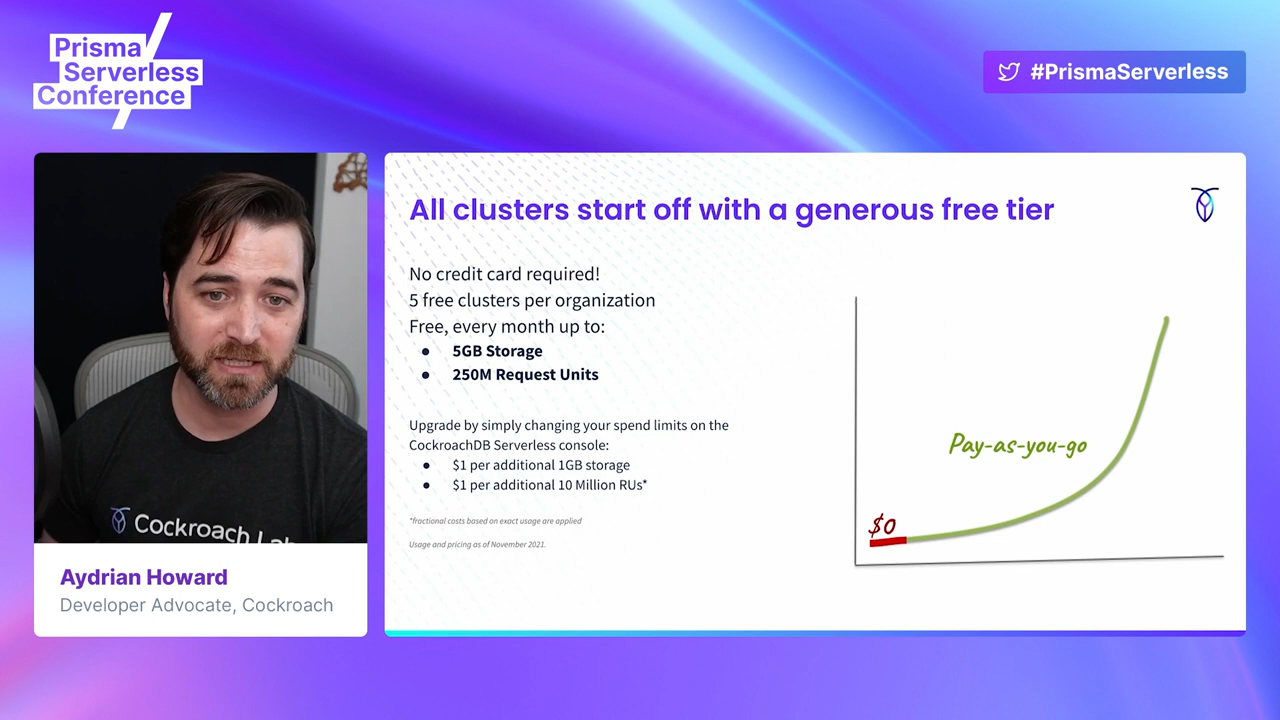 Prisma
Serverless
Conference
#PrismaServerless
Cockroach
Aydrian Howard
Developer Advocate, Cockroach
All clusters start off with a generous free tier
No credit card required!
5 free clusters per organization
Free, every month up to:
● 5GB Storage
● 250M Request Units
Upgrade by simply changing your spend limits on the
CockroachDB Serverless console:
● $1 per additional 1GB storage
● $1 per additional 10 Million RUs*
*fractional costs based on exact usage are applied
Usage and pricing as of November 2021.
Pay-as-you-go
$0